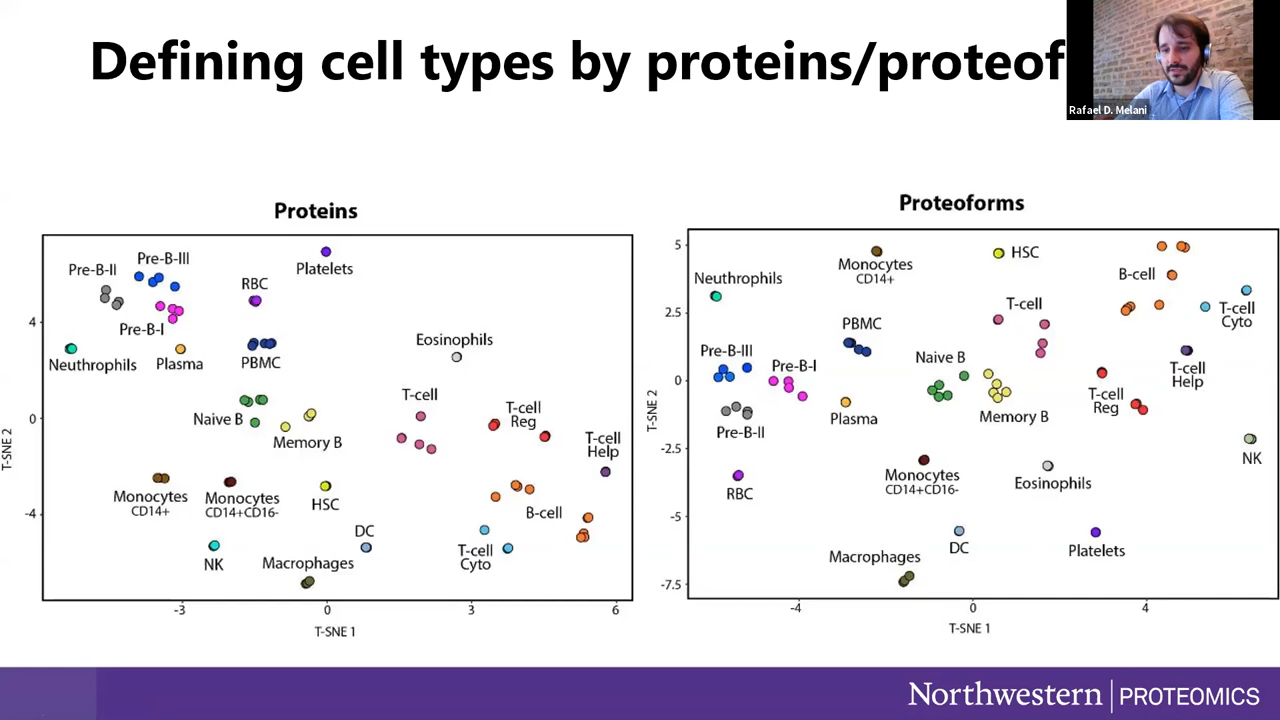 Defining cell types by proteins/proteof
Rafael D. Melani
Proteins
Pre-B-III
Pre-B-II
Platelets
RBC
Pre-B-I
Neuthrophils
Plasma
PBMC
Eosinophils
T-cell
Naive B
Memory B
T-cell
Reg
T-cell
Help
Monocytes
CD14+
Monocytes
CD14+CD16-
HSC
B-cell
DC
NK
Macrophages
T-cell
Cyto
4
0
-4
T-SNE 2
-3
0
3
6
T-SNE 1
Proteoforms
Neuthrophils
Monocytes
CD14+
HSC
B-cell
T-cell
Cyto
T-cell
PBMC
Pre-B-III
Pre-B-I
Naive B
T-cell
Help
T-cell
Reg
Plasma
Memory B
Pre-B-II
NK
RBC
Monocytes
CD14+CD16-
Eosinophils
DC
Platelets
Macrophages
5
2.5
0
-2.5
-5
-7.5
T-SNE 2
-4
0
4
T-SNE 1
Northwestern | PROTEOMICS